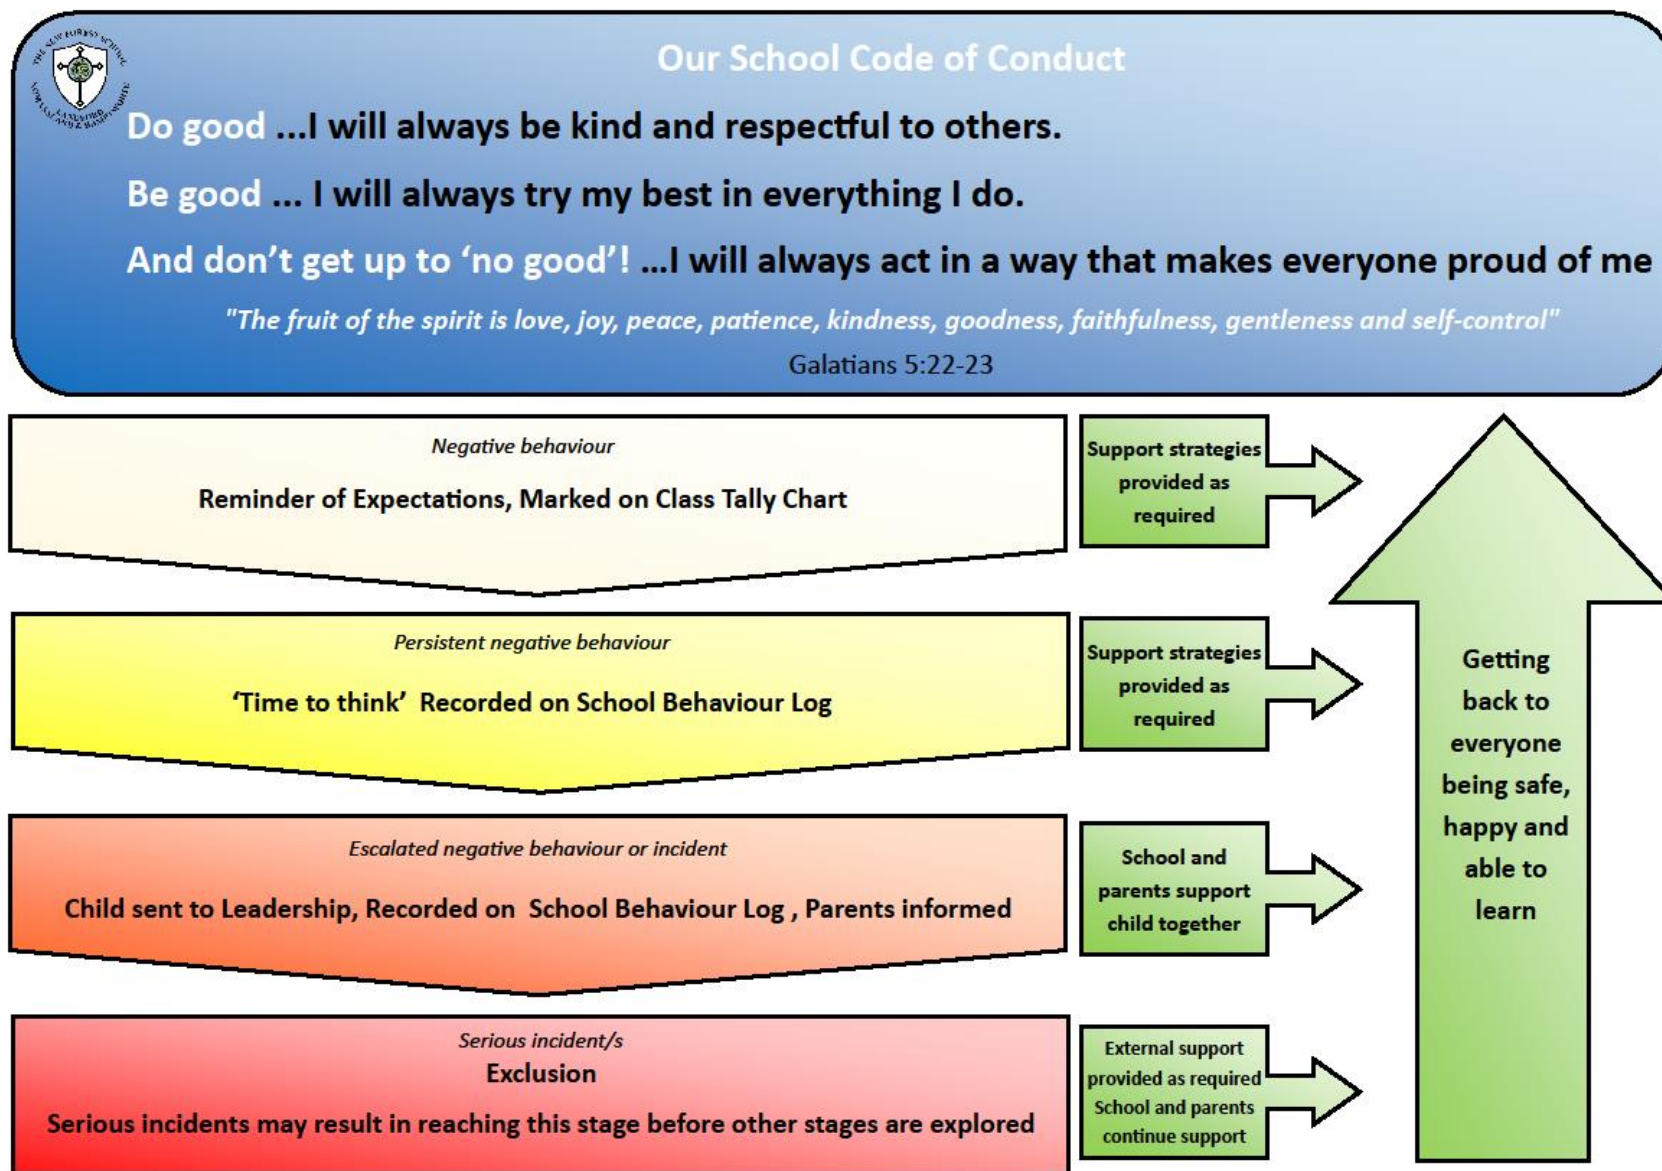 THE NEW FOREST SCHOOL
LANDFORD
NOMANSLAND & HAMPTWORTH
Our School Code of Conduct
Do good ...I will always be kind and respectful to others.
Be good ... I will always try my best in everything I do.
And don’t get up to ‘no good’! ...I will always act in a way that makes everyone proud of me
"The fruit of the spirit is love, joy, peace, patience, kindness, goodness, faithfulness, gentleness and self-control"
Galatians 5:22-23
Negative behaviour
Reminder of Expectations, Marked on Class Tally Chart
Support strategies
provided as
required
Persistent negative behaviour
‘Time to think’ Recorded on School Behaviour Log
Support strategies
provided as
required
Escalated negative behaviour or incident
Child sent to Leadership, Recorded on School Behaviour Log , Parents informed
School and
parents support
child together
Serious incident/s
Exclusion
Serious incidents may result in reaching this stage before other stages are explored
External support
provided as required
School and parents
continue support
Getting
back to
everyone
being safe,
happy and
able to
learn